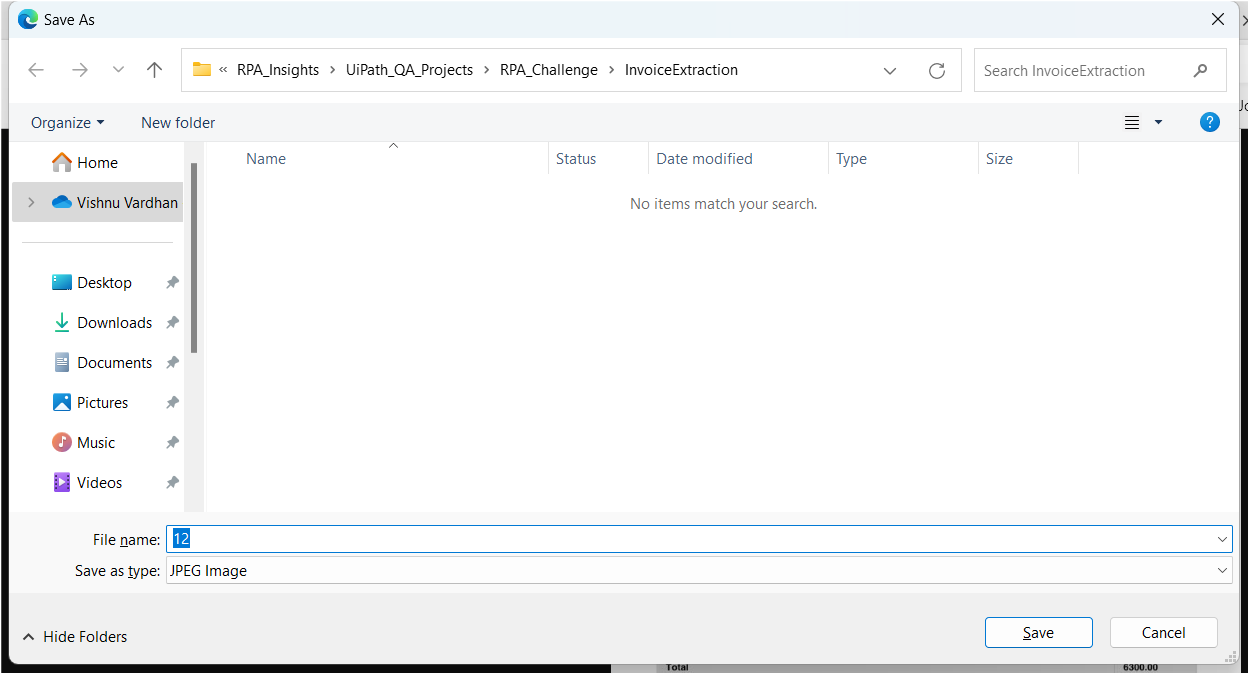 Save As
« RPA_Insights > UiPath_QA_Projects > RPA_Challenge > InvoiceExtraction
Search InvoiceExtraction
Organize
New folder
?
Home
Vishnu Vardhan
Desktop
Downloads
Documents
Pictures
Music
Videos
Name
Status
Date modified
Type
Size
No items match your search.
File name: 12
Save as type: JPEG Image
Hide Folders
Save
Cancel
Total 6300.00